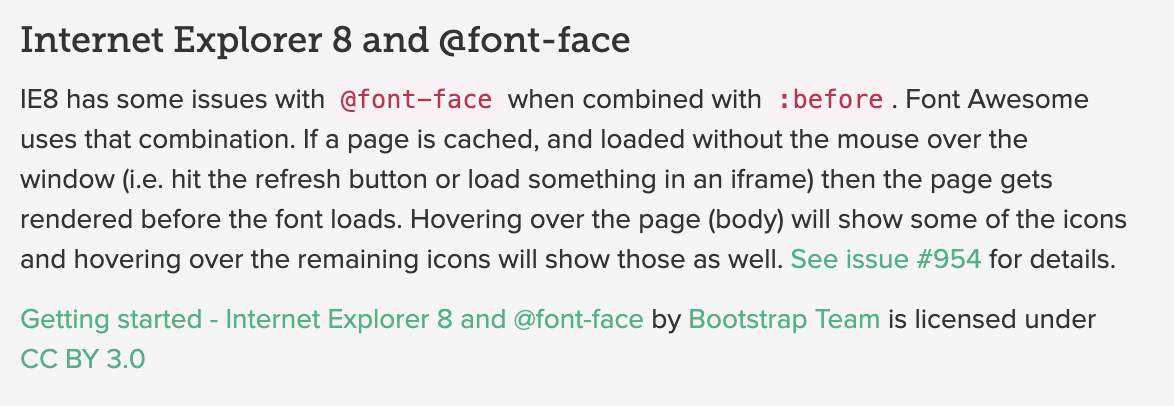 Internet Explorer 8 and @font-face
IE8 has some issues with @font-face when combined with :before. Font Awesome
uses that combination. If a page is cached, and loaded without the mouse over the
window (i.e. hit the refresh button or load something in an iframe) then the page gets
rendered before the font loads. Hovering over the page (body) will show some of the icons
and hovering over the remaining icons will show those as well. See issue #954 for details.
Getting started - Internet Explorer 8 and @font-face by Bootstrap Team is licensed under
CC BY 3.0